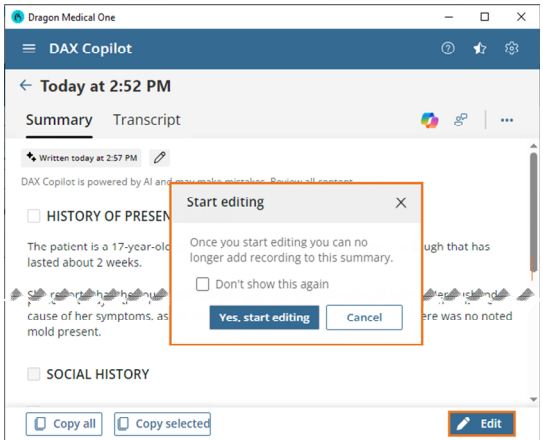 Dragon Medical One
DAX Copilot
Today at 2:52 PM
Summary Transcript
Written today at 2:57 PM
DAX Copilot is powered by AI and may make mistakes. Review all content.
HISTORY OF PRESEN
The patient is a 17-year-old
ugh that has
lasted about 2 weeks.
cause of her symptoms. as
ere was no noted
mold present.
SOCIAL HISTORY
Start editing
Once you start editing you can no
longer add recording to this summary.
Don't show this again
Yes, start editing Cancel
Copy all Copy selected Edit